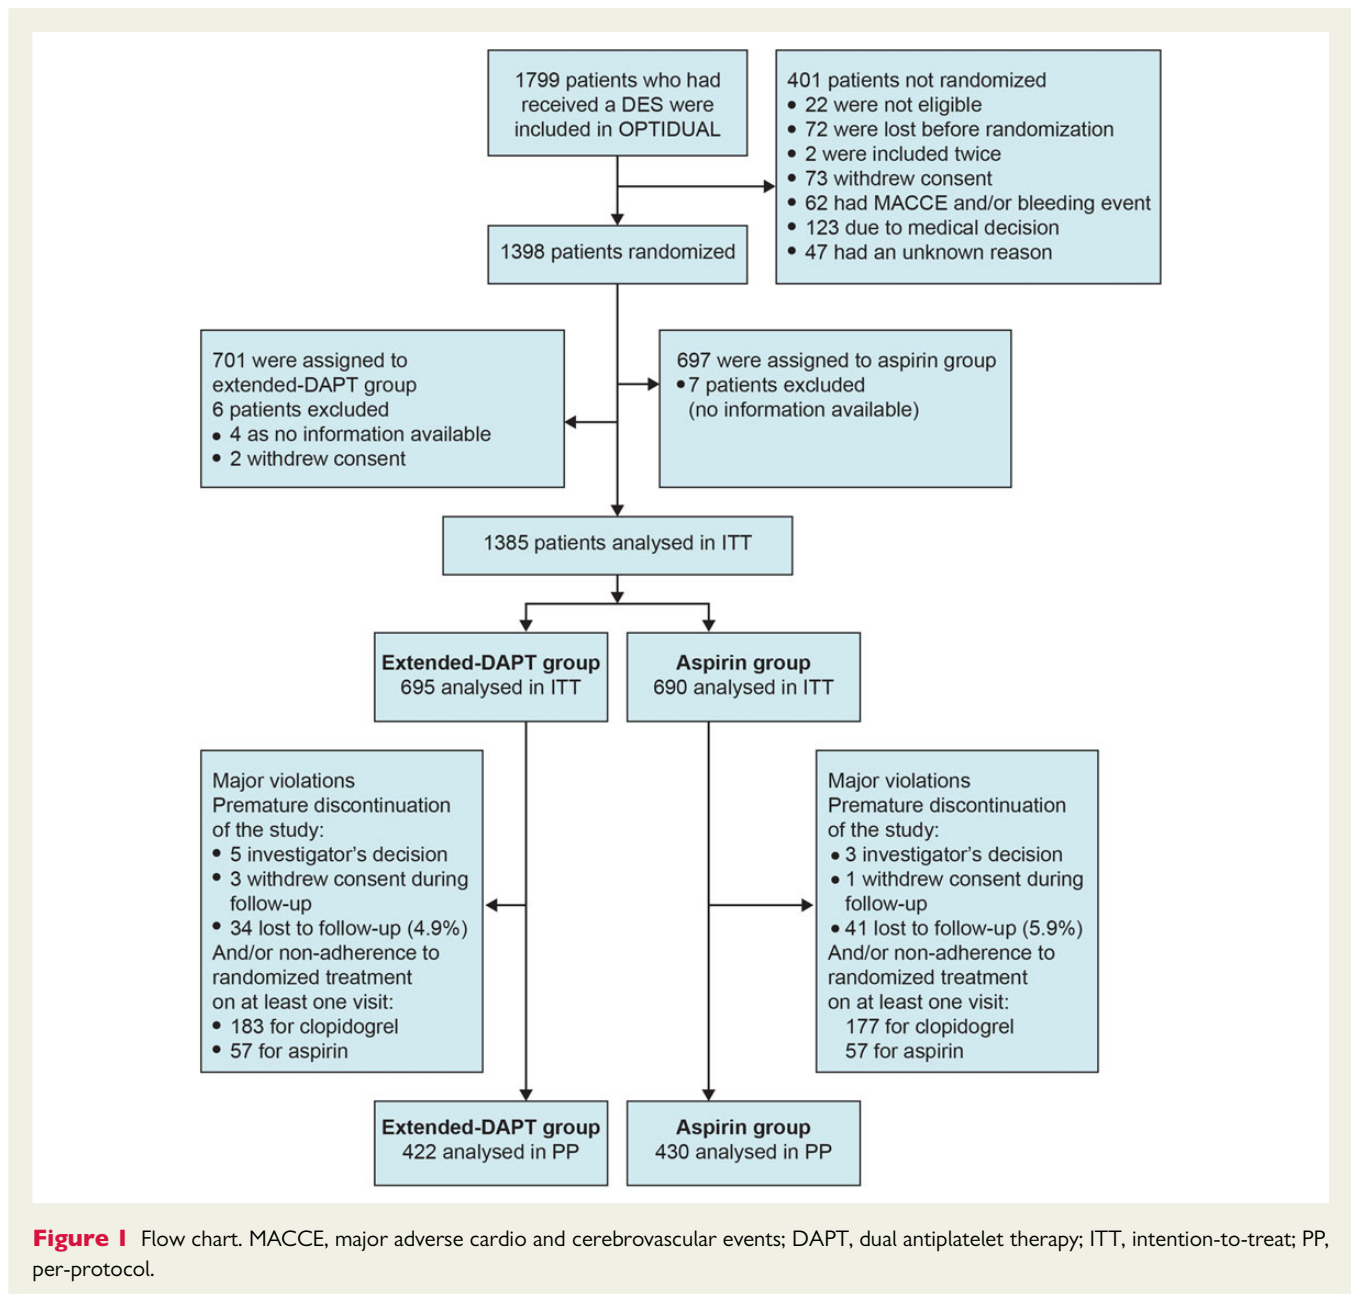 1799 patients who had
received a DES were
included in OPTIDUAL
401 patients not randomized
• 22 were not eligible
• 72 were lost before randomization
• 2 were included twice
• 73 withdrew consent
• 62 had MACCE and/or bleeding event
• 123 due to medical decision
• 47 had an unknown reason
1398 patients randomized
701 were assigned to
extended-DAPT group
6 patients excluded
• 4 as no information available
• 2 withdrew consent
697 were assigned to aspirin group
• 7 patients excluded
(no information available)
1385 patients analysed in ITT
Extended-DAPT group
695 analysed in ITT
Aspirin group
690 analysed in ITT
Major violations
Premature discontinuation
of the study:
• 5 investigator’s decision
• 3 withdrew consent during
follow-up
• 34 lost to follow-up (4.9%)
And/or non-adherence to
randomized treatment
on at least one visit:
• 183 for clopidogrel
• 57 for aspirin
Major violations
Premature discontinuation
of the study:
• 3 investigator’s decision
• 1 withdrew consent during
follow-up
• 41 lost to follow-up (5.9%)
And/or non-adherence to
randomized treatment
on at least one visit:
177 for clopidogrel
57 for aspirin
Extended-DAPT group
422 analysed in PP
Aspirin group
430 analysed in PP
Figure 1 Flow chart. MACCE, major adverse cardio and cerebrovascular events; DAPT, dual antiplatelet therapy; ITT, intention-to-treat; PP,
per-protocol.